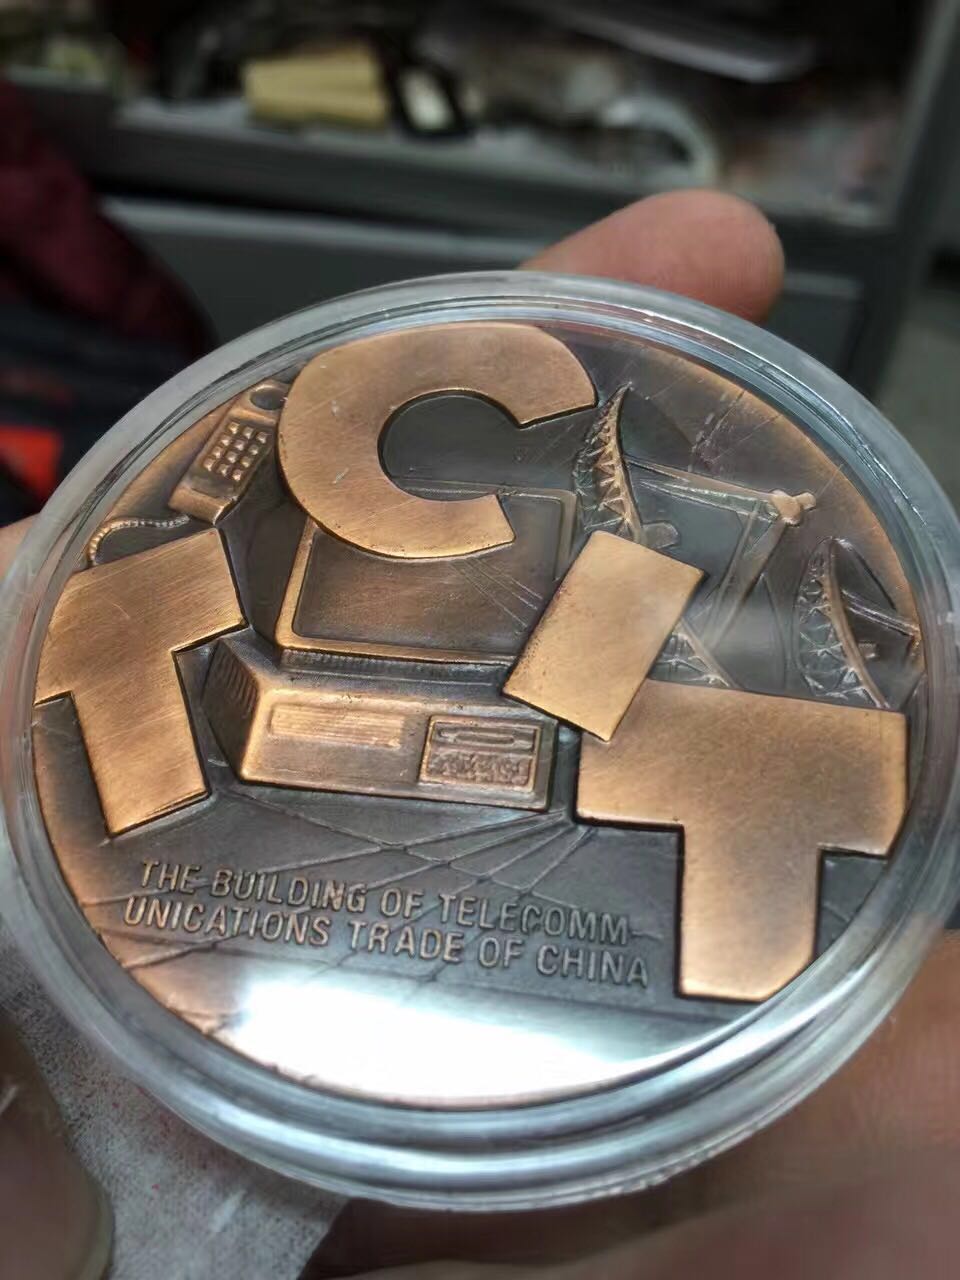 T C I T
THE BUILDING OF TELECOMM-
UNICATIONS TRADE OF CHINA